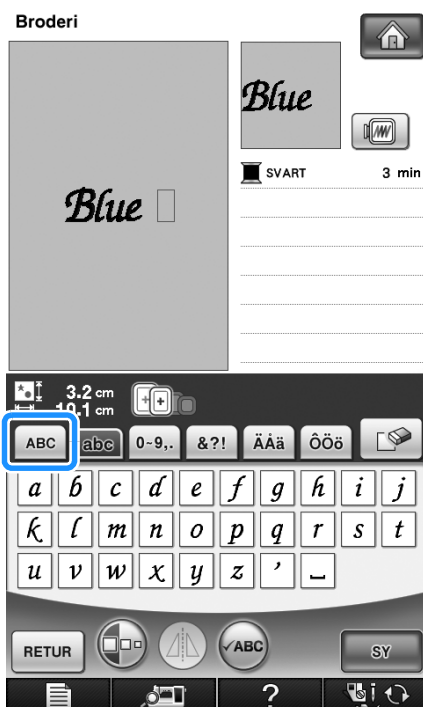 Broderi
Blue
SVART 3 min
Blue
3.2 cm
10.1 cm
ABC abc 0~9,. &?! ÄÅä ÔÖö
a b c d e f g h i j
k l m n o p q r s t
u v w x y z ’ ⎵
RETUR ✓ABC SY
?